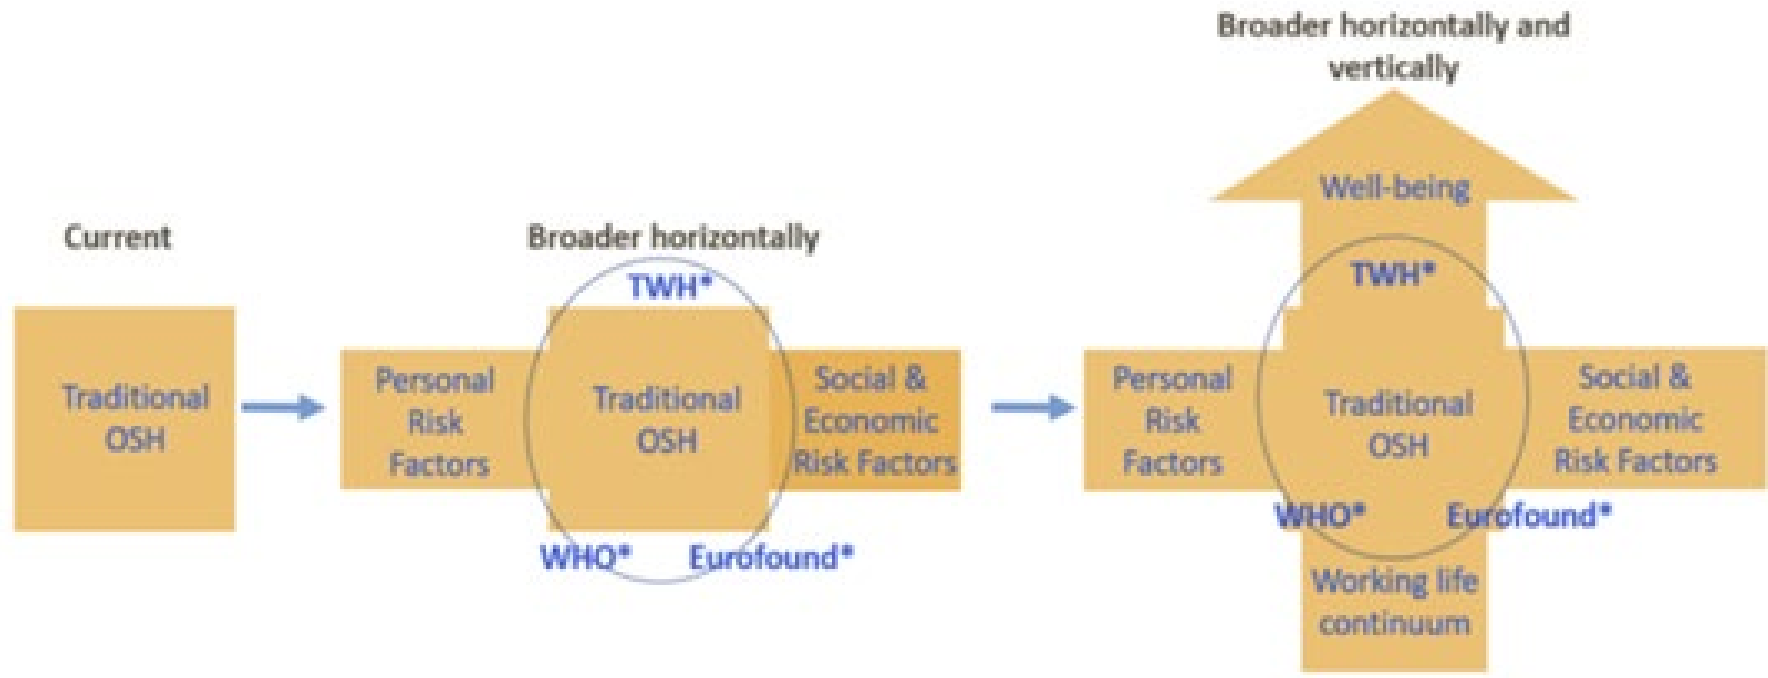 Current
Traditional
OSH
Broader horizontally
TWH*
Personal
Risk
Factors
Traditional
OSH
Social &
Economic
Risk Factors
WHO*
Eurofound*
Broader horizontally and
vertically
Well-being
TWH*
Personal
Risk
Factors
Traditional
OSH
Social &
Economic
Risk Factors
WHO*
Eurofound*
Working life
continuum